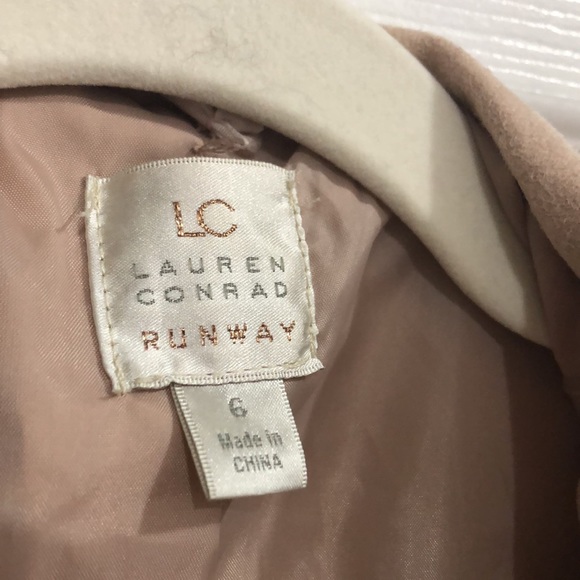 LC
LAUREN
CONRAD
RUNWAY
6
Made in
CHINA